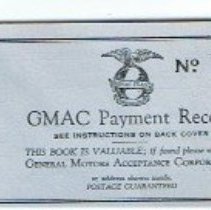 No
GMAC Payment Rece
SEE INSTRUCTIONS ON BACK COVER
THIS BOOK IS VALUABLE; if found please
GENERAL MOTORS ACCEPTANCE CORPOR
or address shown inside,
POSTAGE GUARANTEED